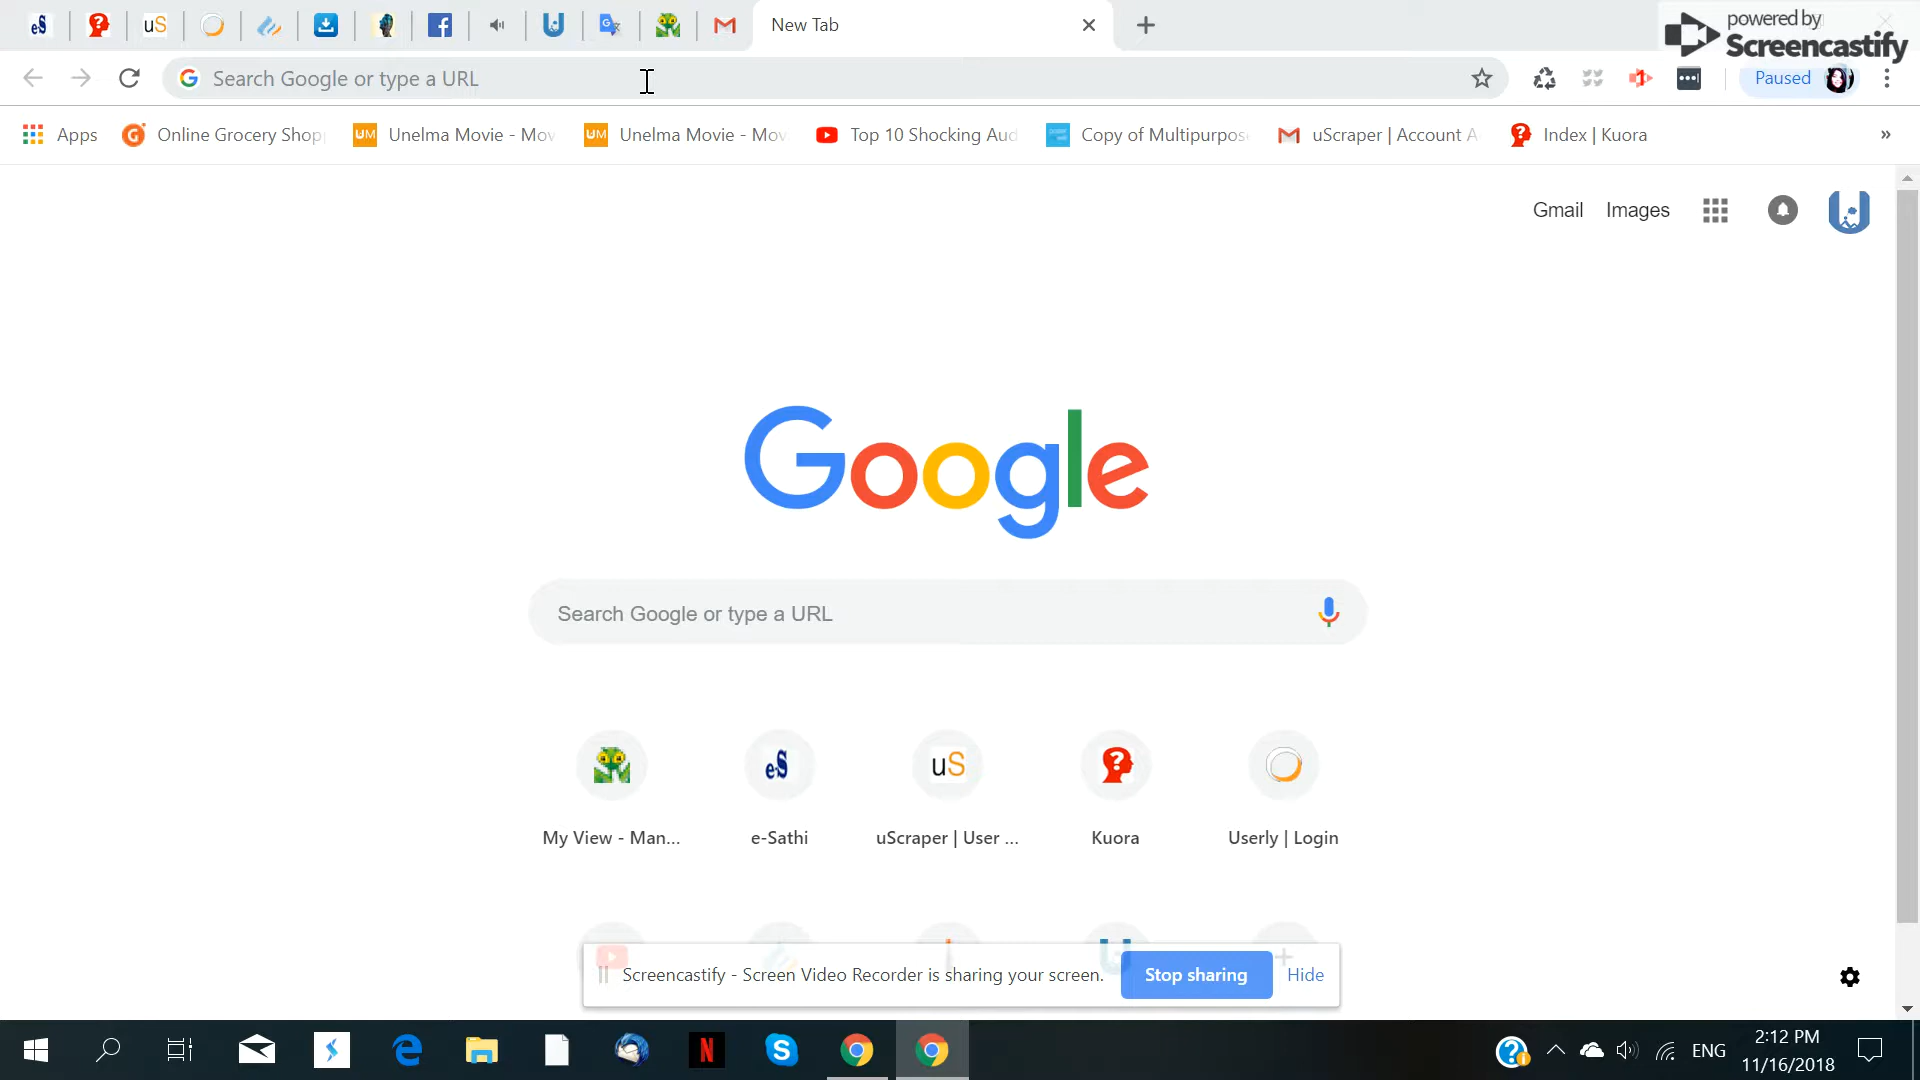 eS
uS
New Tab
powered by
Screencastify
Search Google or type a URL
Paused
Apps
Online Grocery Shop
UM Unelma Movie - Mov
UM Unelma Movie - Mov
Top 10 Shocking Aud
Copy of Multipurpose
uScraper | Account A
Index | Kuora
»
Gmail
Images
Google
Search Google or type a URL
e-S
uS
My View - Man...
e-Sathi
uScraper | User ...
Kuora
Userly | Login
Screencastify - Screen Video Recorder is sharing your screen.
Stop sharing
Hide
ENG
2:12 PM
11/16/2018